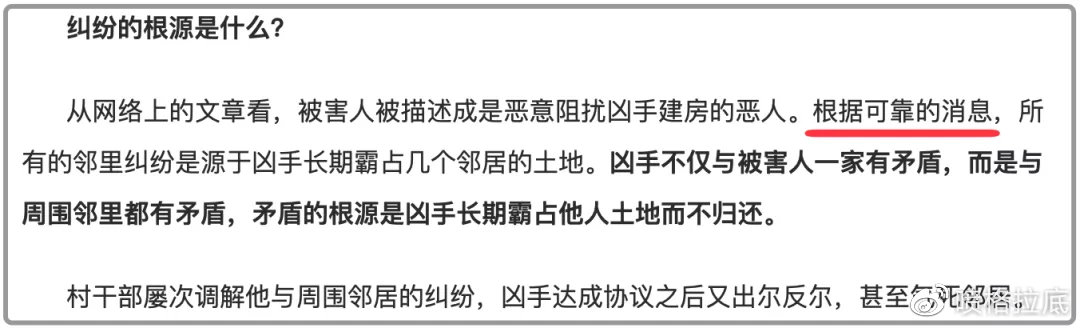 纠纷的根源是什么?
从网络上的文章看，被害人被描述成是恶意阻扰凶手建房的恶人。根据可靠的消息，所
有的邻里纠纷是源于凶手长期霸占几个邻居的土地。凶手不仅与被害人一家有矛盾，而是与
周围邻里都有矛盾，矛盾的根源是凶手长期霸占他人土地而不归还。
村干部屡次调解他与周围邻居的纠纷，凶手达成协议之后又出尔反尔，甚至
格拉底